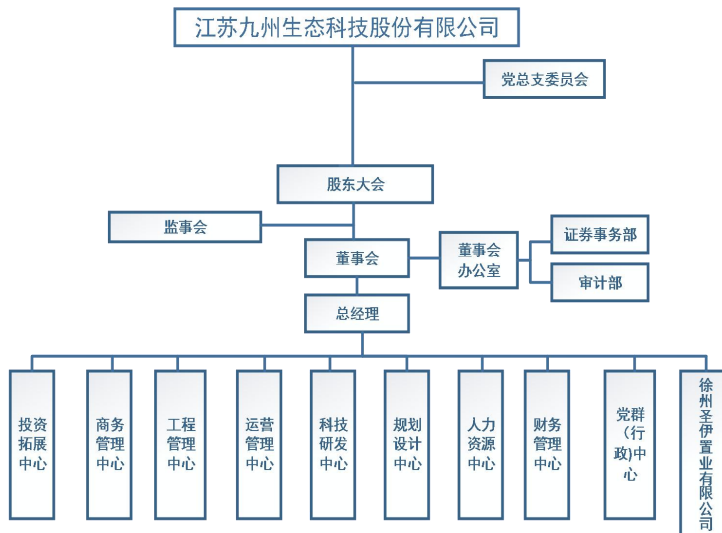 江苏九州生态科技股份有限公司
党总支委员会
股东大会
监事会
董事会
董事会
办公室
证券事务部
审计部
总经理
投资
拓展
中心
商务
管理
中心
工程
管理
中心
运营
管理
中心
科技
研发
中心
规划
设计
中心
人力
资源
中心
财务
管理
中心
党群
（行
政)中
心
徐州圣伊置业有限公司